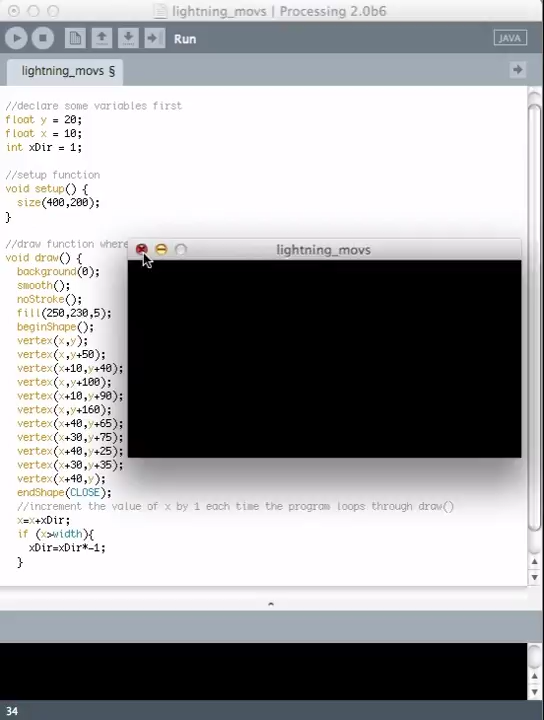 lightning_movs | Processing 2.0b6
Run
JAVA
lightning_movs §
//declare some variables first
float y = 20;
float x = 10;
int xDir = 1;
//setup function
void setup() {
size(400,200);
}
//draw function where
void draw() {
lightning_movs
background(0);
smooth();
noStroke();
fill(250,230,5);
beginShape();
vertex(x,y);
vertex(x,y+50);
vertex(x+10,y+40);
vertex(x,y+100);
vertex(x+10,y+90);
vertex(x,y+160);
vertex(x+40,y+65);
vertex(x+30,y+75);
vertex(x+40,y+25);
vertex(x+30,y+35);
vertex(x+40,y);
endShape(CLOSE);
//increment the value of x by 1 each time the program loops through draw()
x=x+xDir;
if (x>width){
xDir=xDir*-1;
}
34